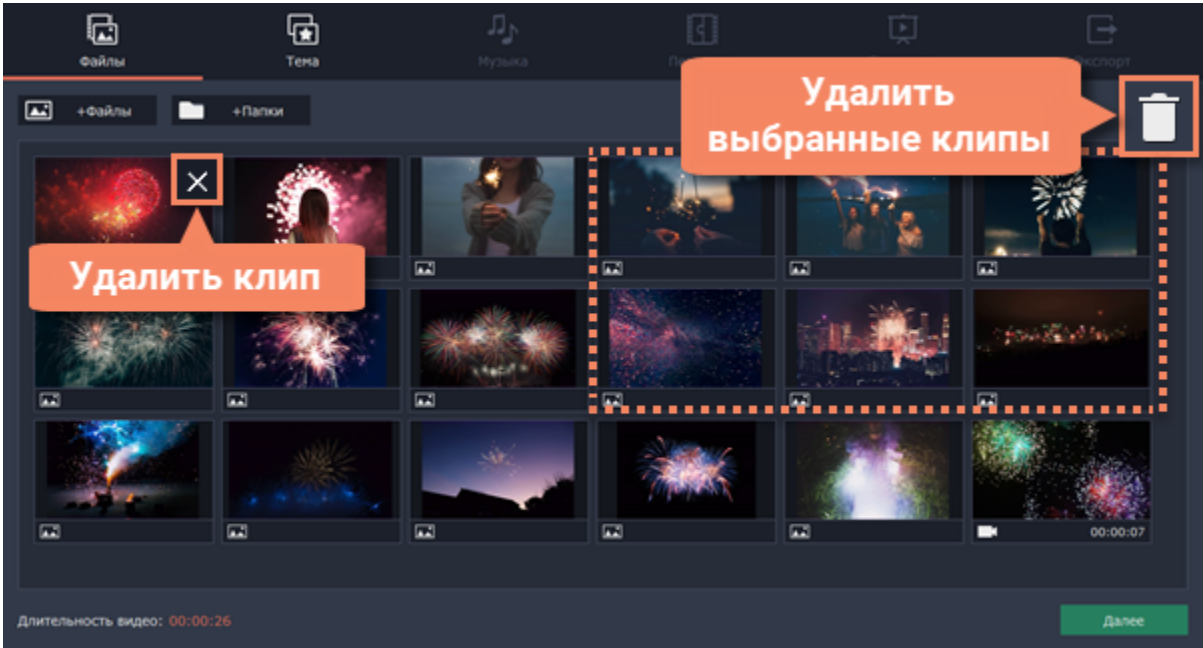 Файлы
Тема
Музыка
Экспорт
+Файлы
+Папки
Удалить
выбранные клипы
Удалить клип
00:00:07
Длительность видео: 00:00:26
Далее